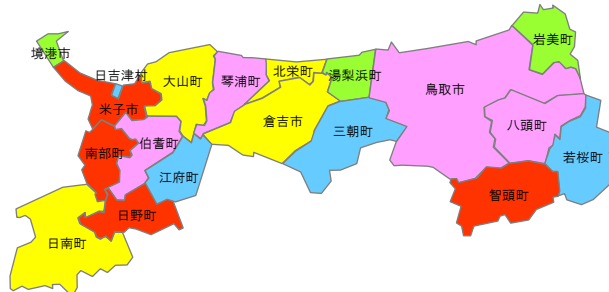 岩美町
境港市
日吉津村
大山町
琴浦町
北栄町
湯梨浜町
鳥取市
米子市
倉吉市
三朝町
八頭町
南部町
伯耆町
江府町
若桜町
智頭町
日野町
日南町